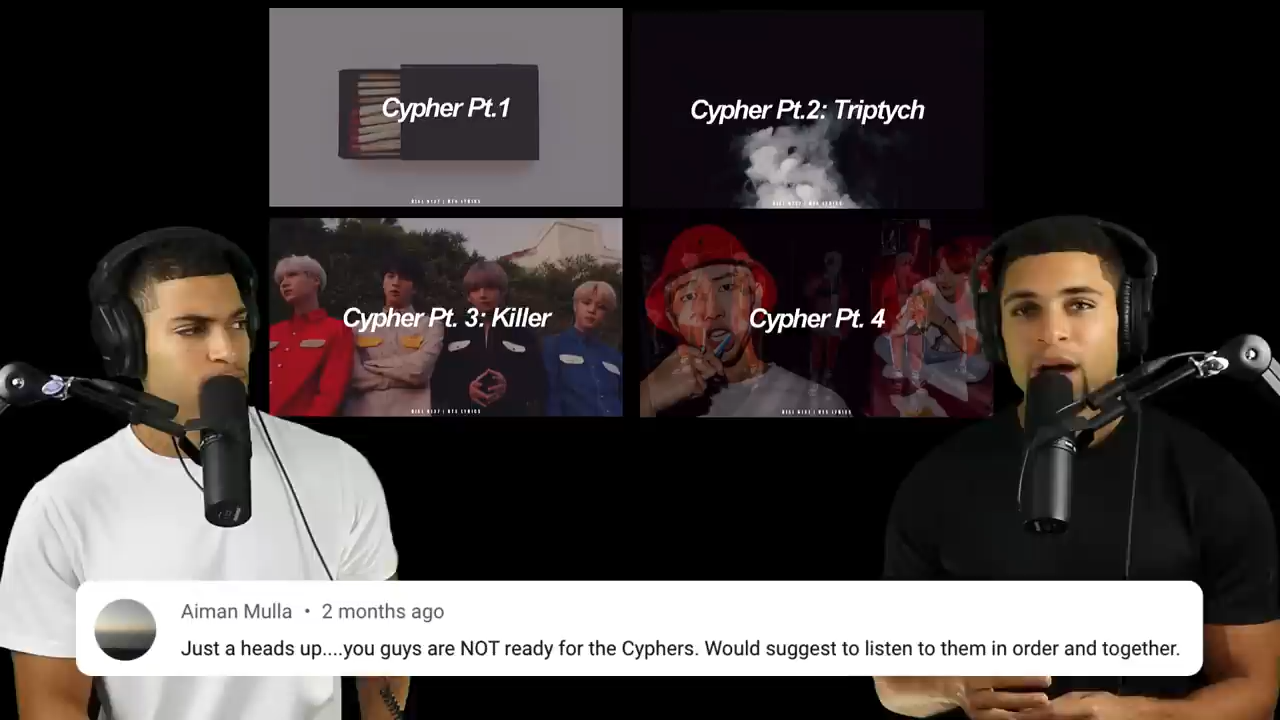 Cypher Pt.1
Cypher Pt.2: Triptych
Cypher Pt. 3: Killer
Cypher Pt. 4
Aiman Mulla • 2 months ago
Just a heads up....you guys are NOT ready for the Cyphers. Would suggest to listen to them in order and together.